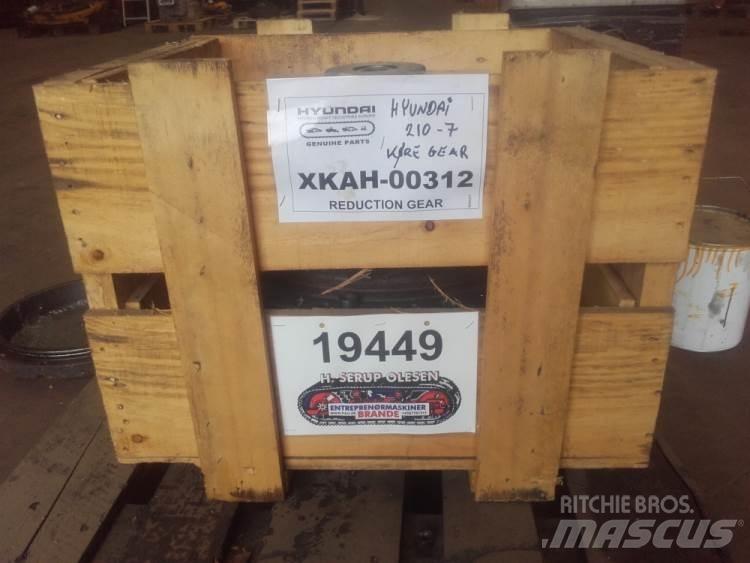 HYUNDAI
GENUINE PARTS
HYUNDAI
210-7
KØRE GEAR
XKAH-00312
REDUCTION GEAR
19449
H. SERUP OLESEN
ENTREPRENØRMASKINER
BRANDE
RITCHIE BROS.
MASCUS